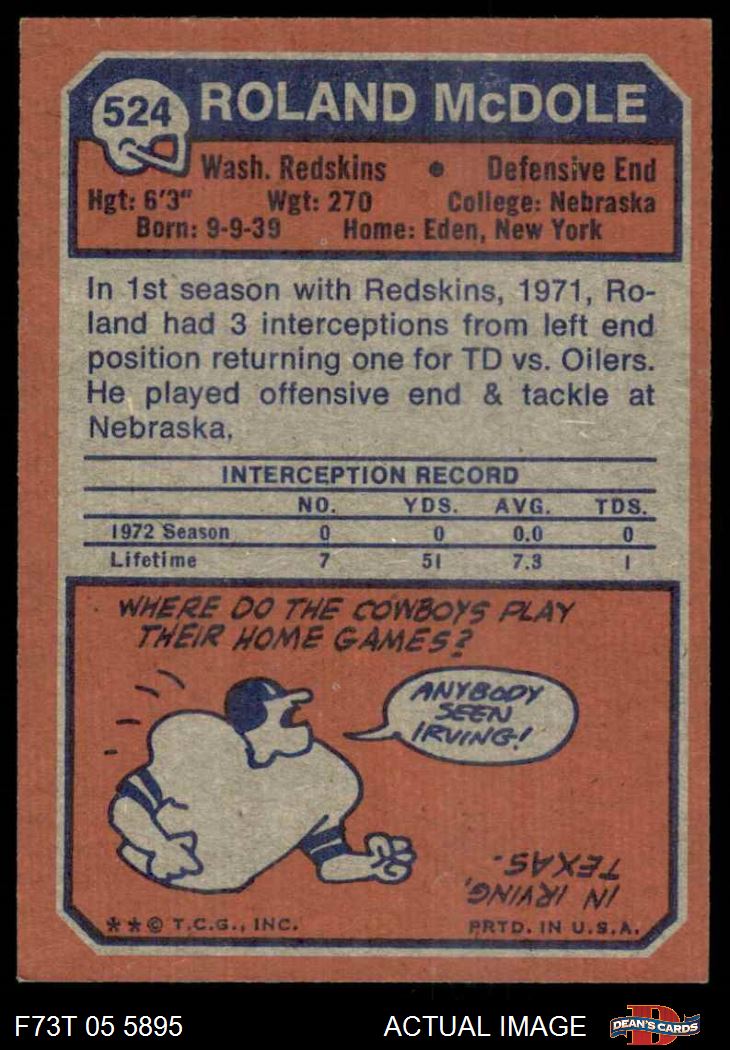 524
ROLAND McDOLE
Wash. Redskins • Defensive End
Hgt: 6'3" Wgt: 270 College: Nebraska
Born: 9-9-39 Home: Eden, New York
In 1st season with Redskins, 1971, Ro-
land had 3 interceptions from left end
position returning one for TD vs. Oilers.
He played offensive end & tackle at
Nebraska.
INTERCEPTION RECORD
NO. YDS. AVG. TDS.
1972 Season 0 0 0.0 0
Lifetime 7 51 7.3 1
WHERE DO THE COWBOYS PLAY
THEIR HOME GAMES?
ANYBODY
SEEN
IRVING!
IN IRVING,
TEXAS.
**© T.C.G., INC. PRTD. IN U.S.A.
F73T 05 5895 ACTUAL IMAGE
DEAN'S CARDS